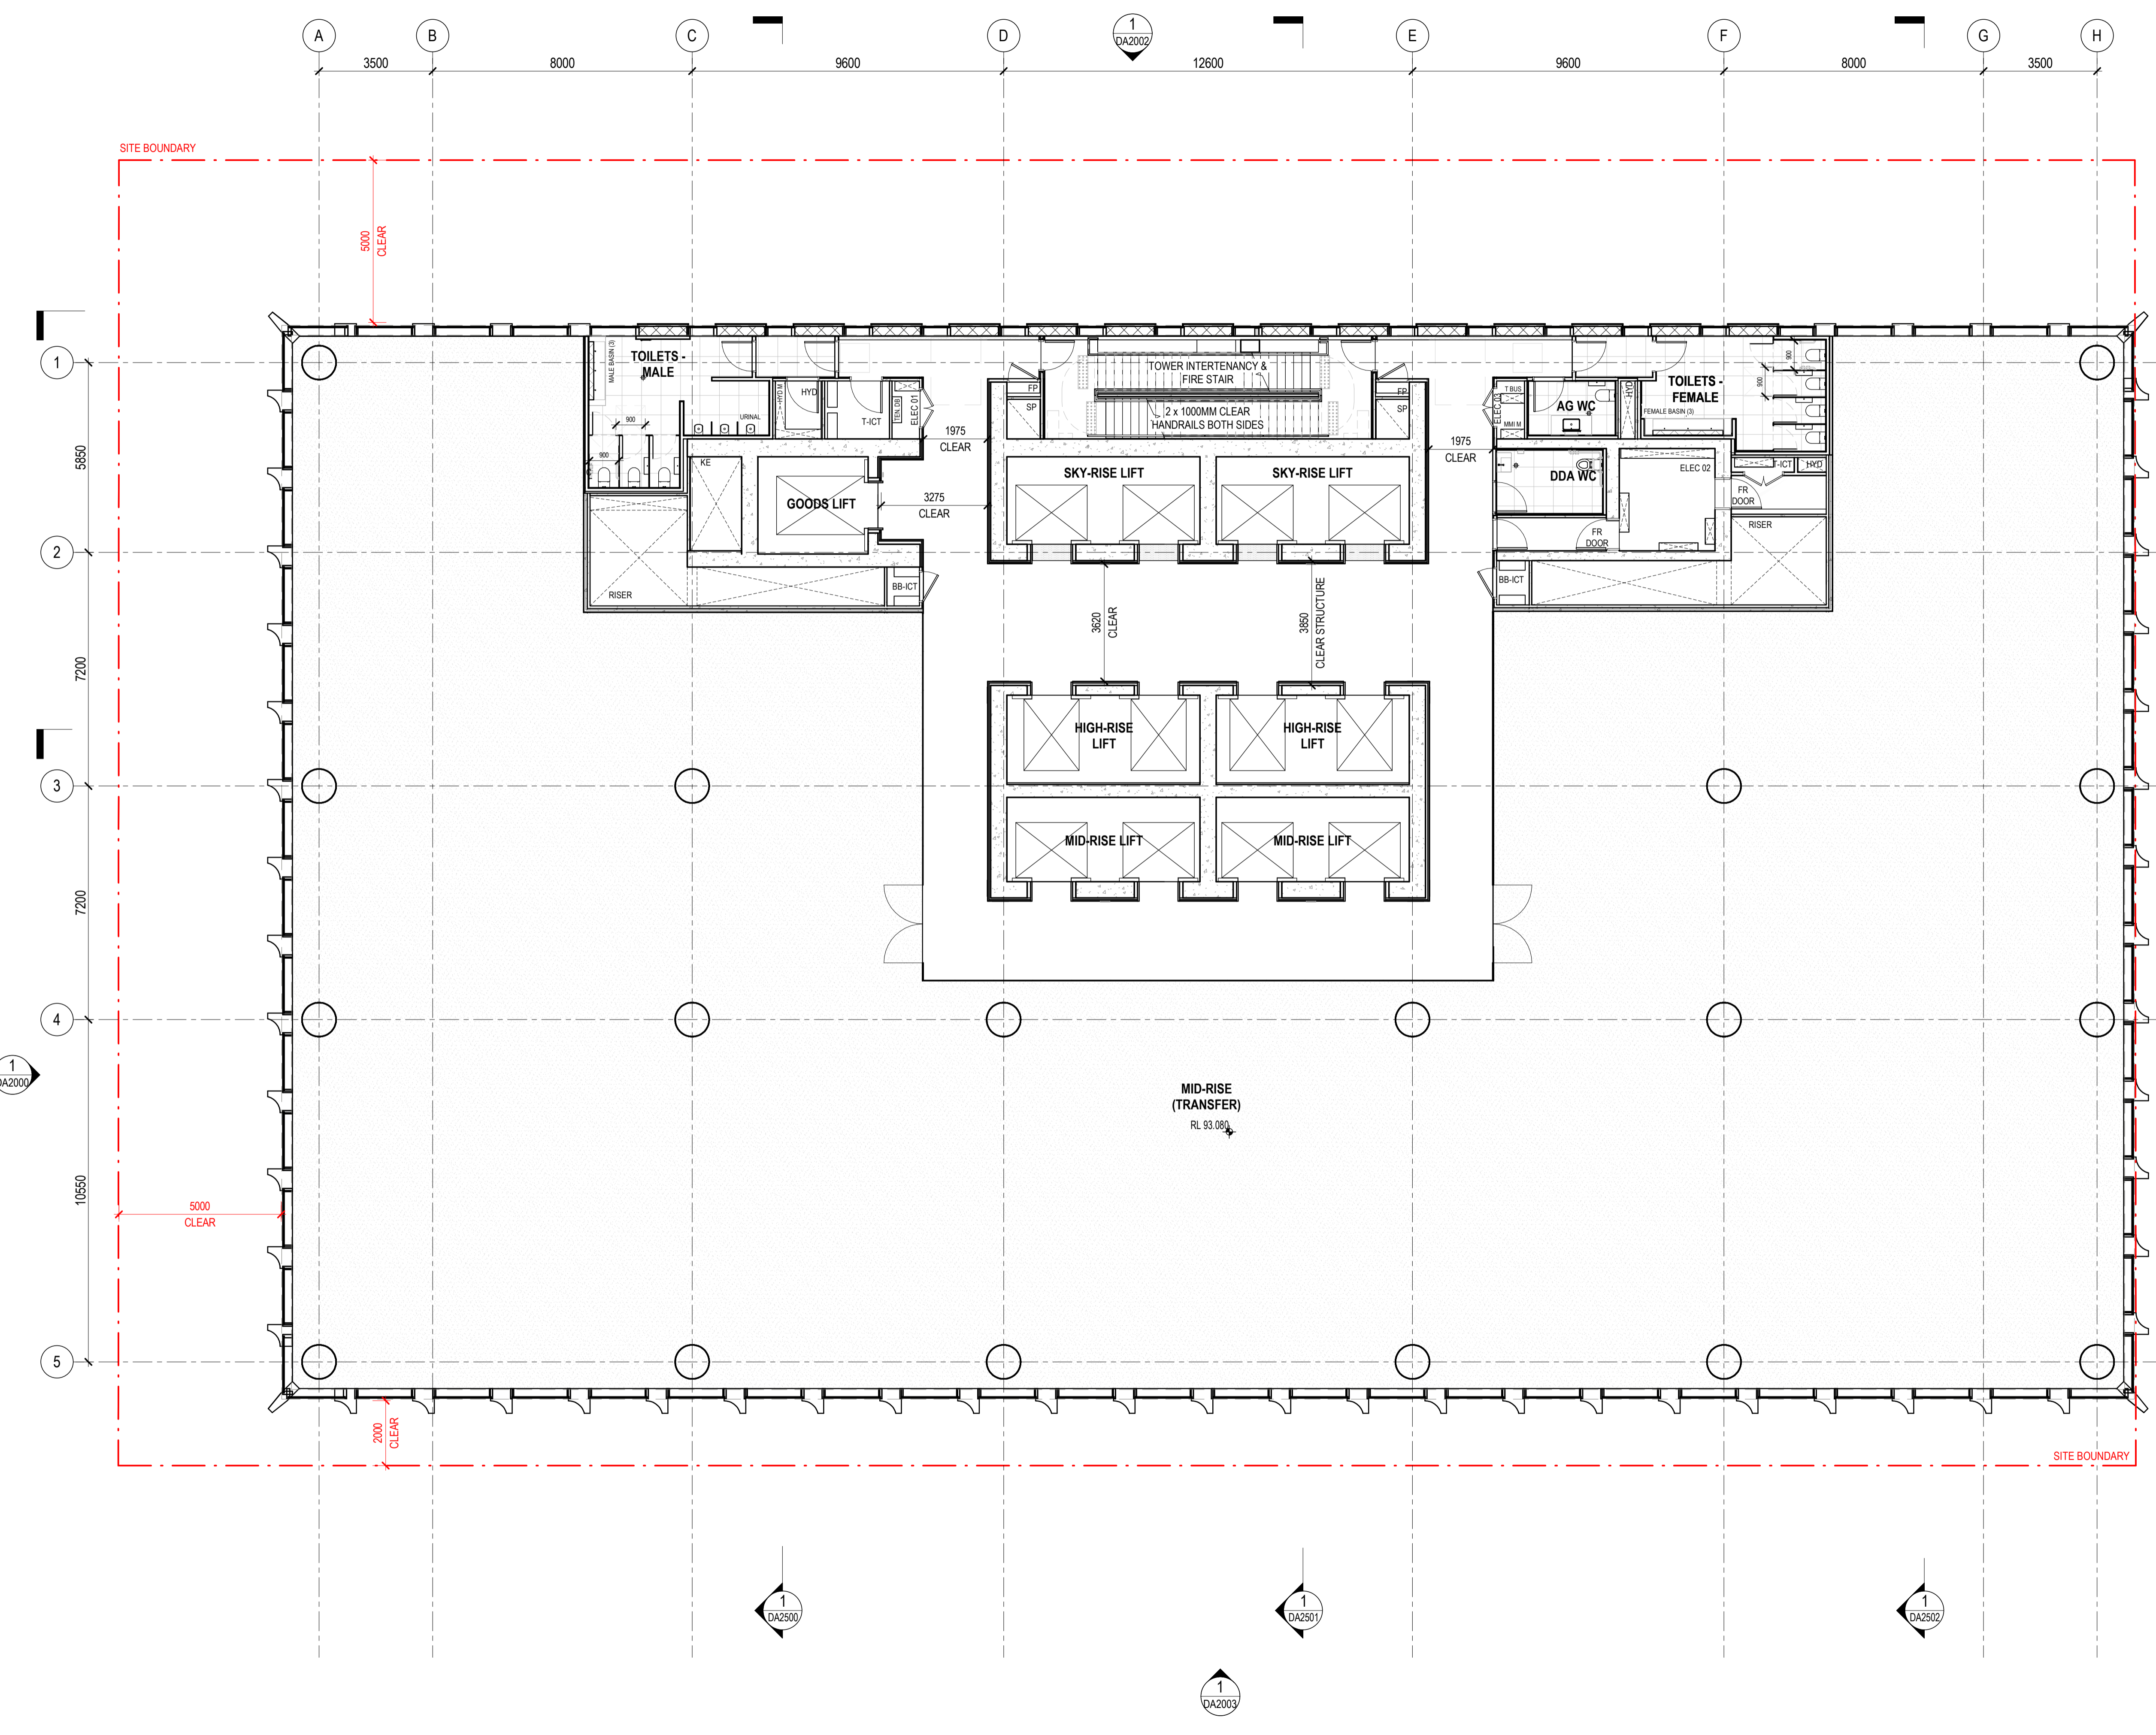 A
B
C
D
1
DA2002
E
F
G
H
3500
8000
9600
12600
9600
8000
3500
SITE BOUNDARY
5000
CLEAR
1
TOILETS -
MALE
MALE BASIN (3)
900
900
URINAL
HYD M
HYD
T-ICT
TEN. DB
ELEC 01
1975
CLEAR
FP
SP
TOWER INTERTENANCY &
FIRE STAIR
2 x 1000MM CLEAR
HANDRAILS BOTH SIDES
FP
SP
1975
CLEAR
T BUS
MMI M
AG WC
HYD
TOILETS -
FEMALE
FEMALE BASIN (3)
900
900
5850
KE
GOODS LIFT
3275
CLEAR
SKY-RISE LIFT
SKY-RISE LIFT
DDA WC
ELEC 02
HYD
FR
DOOR
FR
DOOR
RISER
2
RISER
BB-ICT
BB-ICT
3620
CLEAR
3850
CLEAR STRUCTURE
7200
HIGH-RISE
LIFT
HIGH-RISE
LIFT
3
MID-RISE LIFT
MID-RISE LIFT
7200
4
1
DA2000
MID-RISE
(TRANSFER)
RL 93.080
10550
5000
CLEAR
5
2000
CLEAR
SITE BOUNDARY
1
DA2500
1
DA2501
1
DA2502
1
DA2003